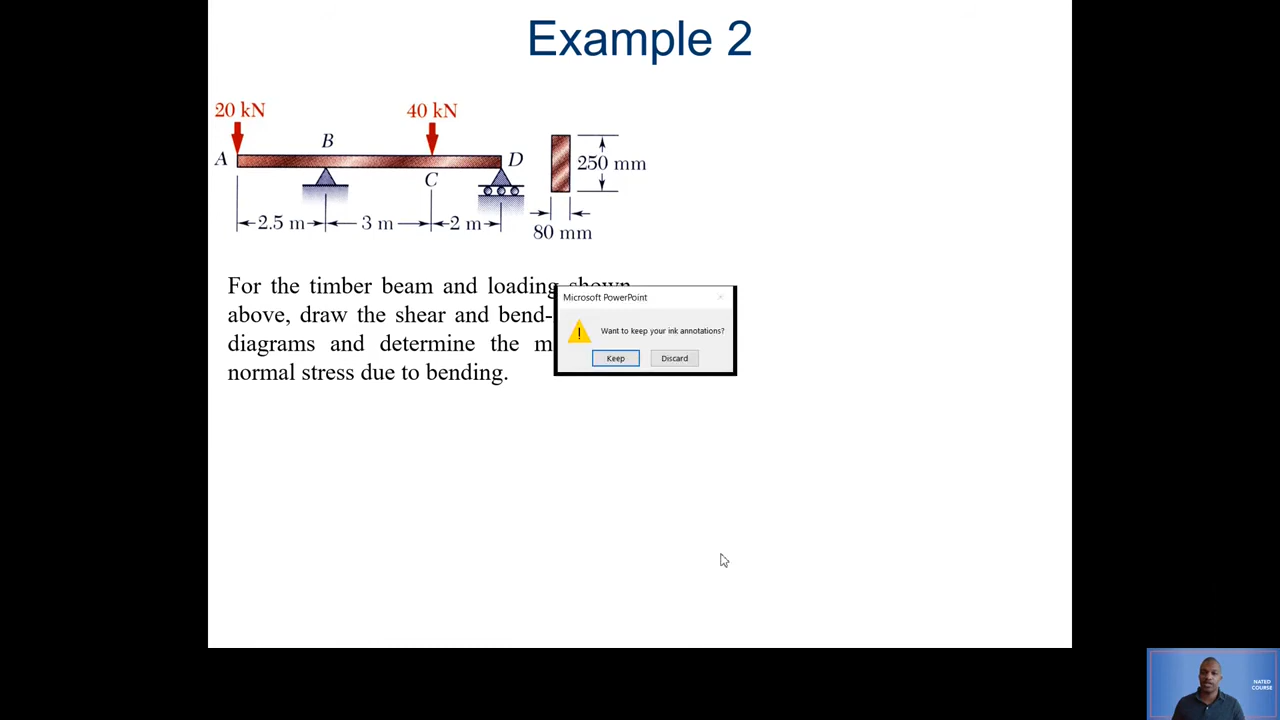 Example 2
20 kN
40 kN
A
B
C
D
250 mm
2.5 m
3 m
2 m
80 mm
For the timber beam and loading shown
above, draw the shear and bend-
diagrams and determine the m
normal stress due to bending.
Microsoft PowerPoint
Want to keep your ink annotations?
Keep
Discard
NATED
COURSE